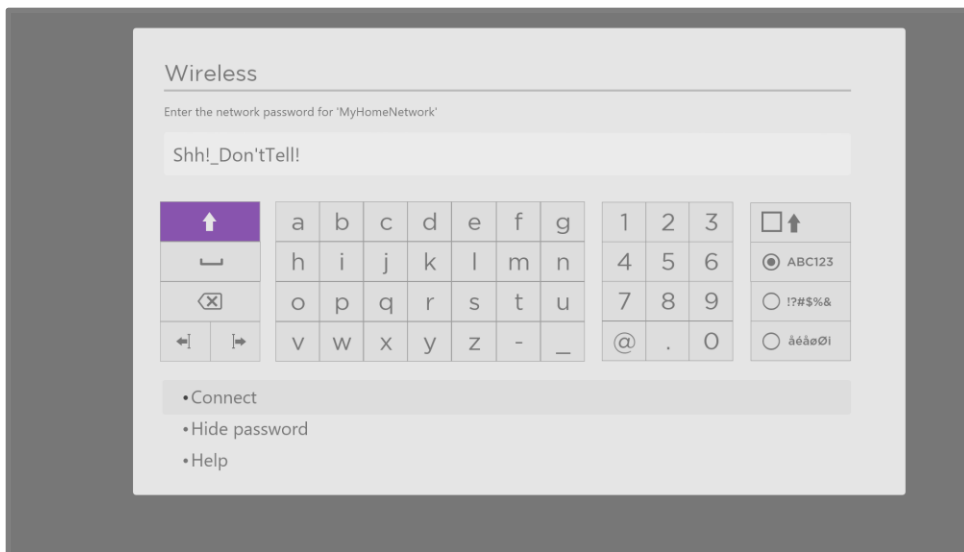 Wireless
Enter the network password for 'MyHomeNetwork'
Shh!_Don'tTell!
a b c d e f g 1 2 3
h i j k l m n 4 5 6 ABC123
o p q r s t u 7 8 9 !?#$%&
v w x y z - _ @ . 0 åéåøØi
•Connect
•Hide password
•Help